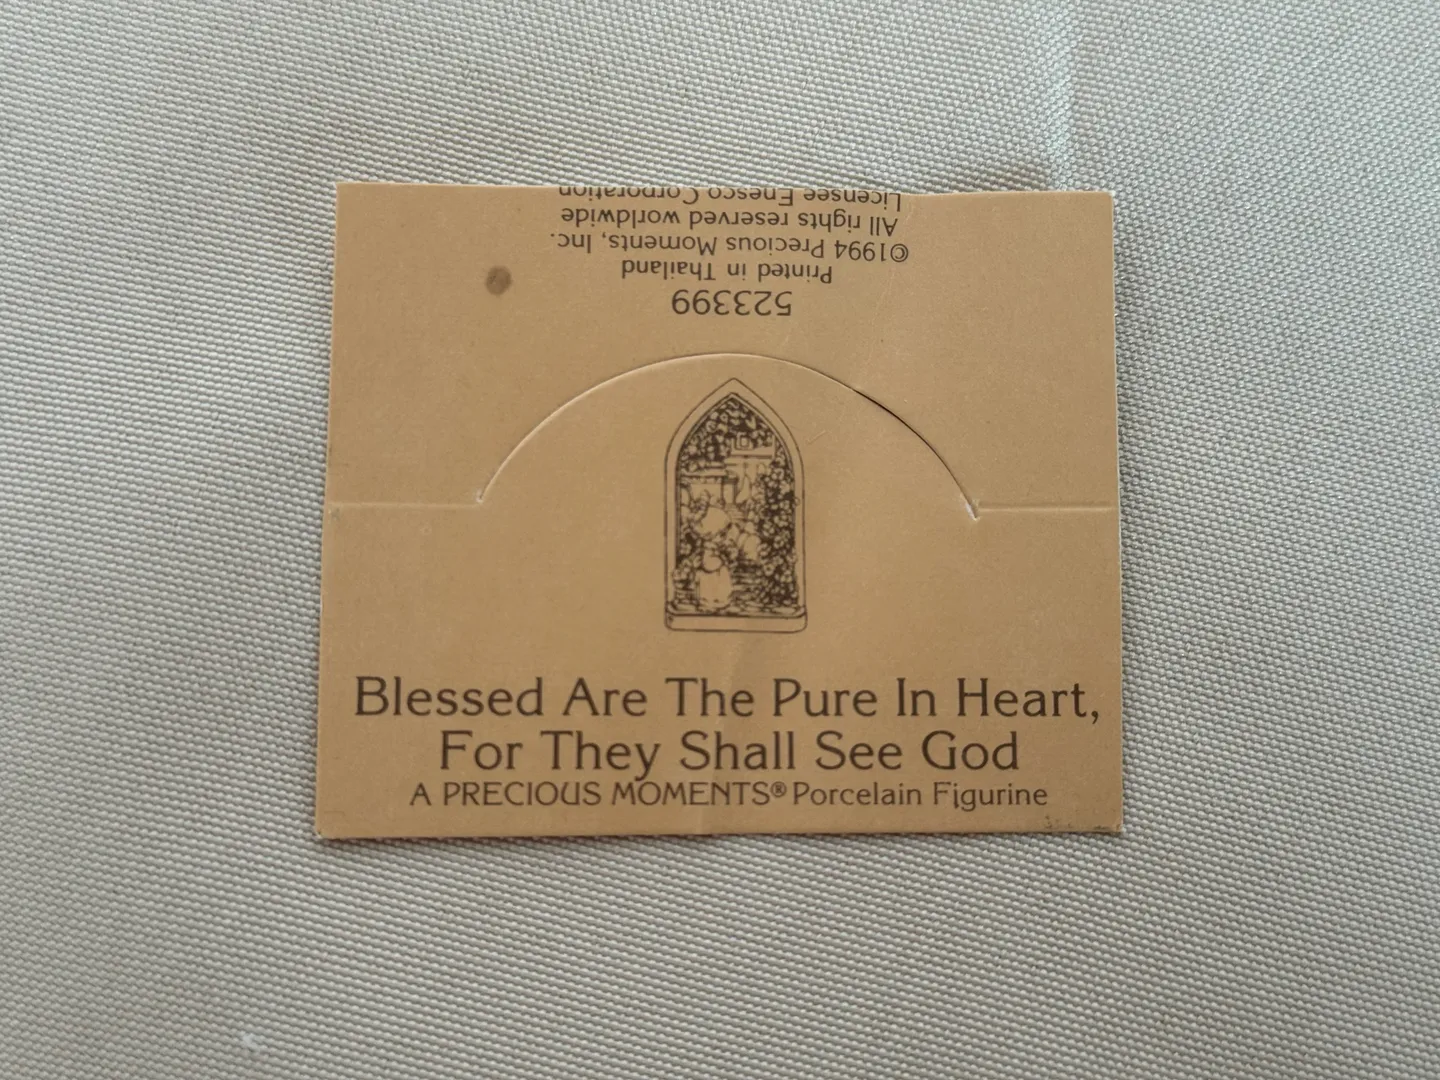 Licensee Enesco Corporation
All rights reserved worldwide
©1994 Precious Moments, Inc.
Printed in Thailand
523399
Blessed Are The Pure In Heart,
For They Shall See God
A PRECIOUS MOMENTS® Porcelain Figurine